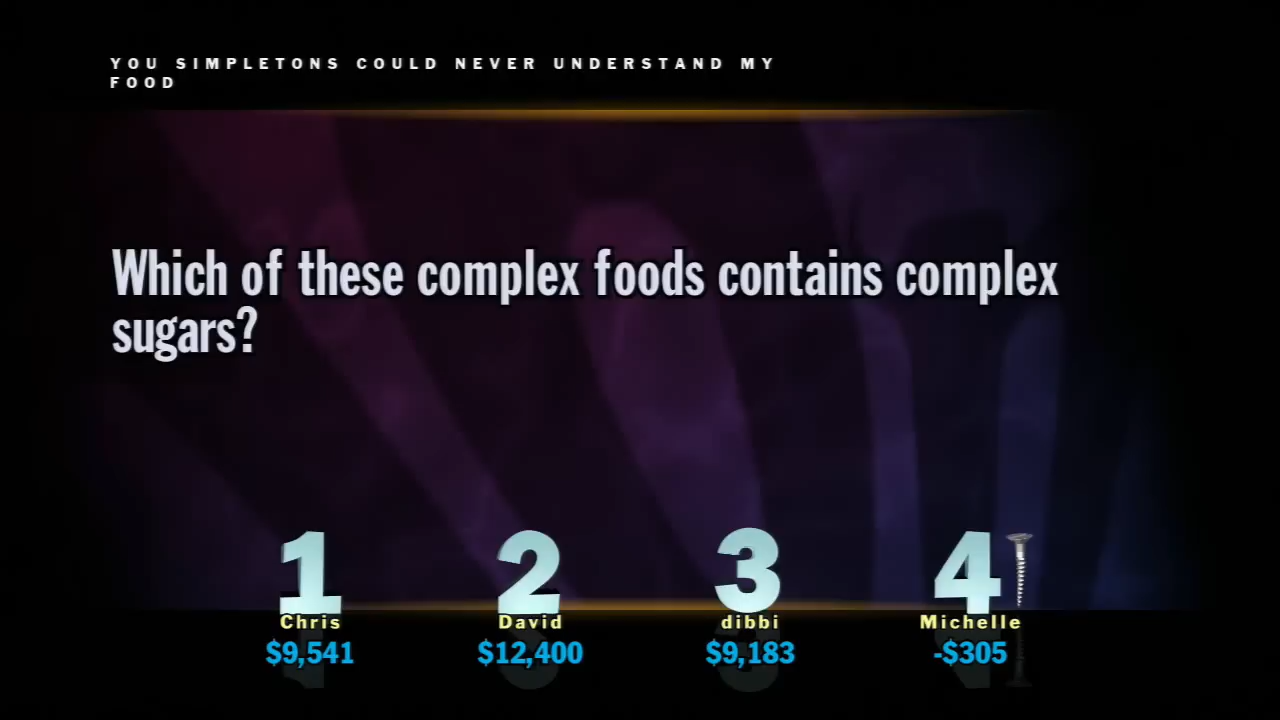 YOU SIMPLETONS COULD NEVER UNDERSTAND MY
FOOD
Which of these complex foods contains complex
sugars?
1 2 3 4
Chris David dibbi Michelle
$9,541 $12,400 $9,183 -$305